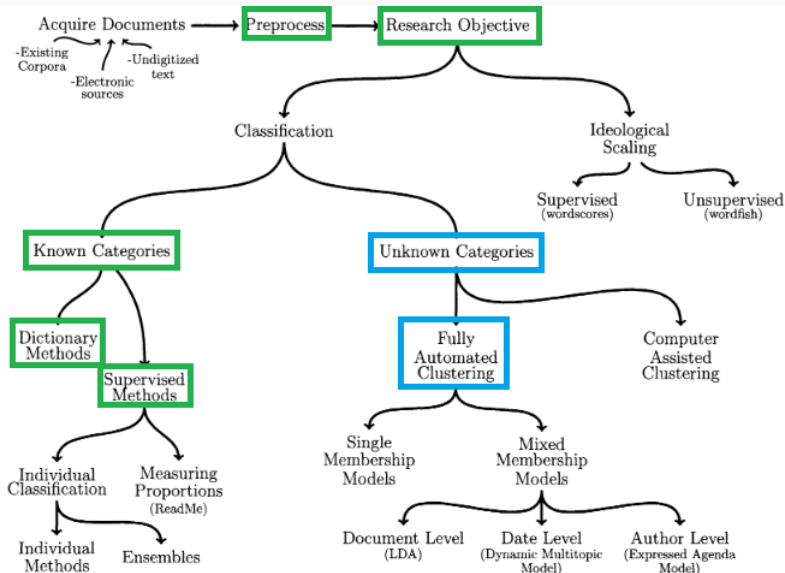 Acquire Documents
Preprocess
Research Objective
-Existing
Corpora
-Electronic
sources
-Undigitized
text
Classification
Ideological
Scaling
Supervised
(wordscores)
Unsupervised
(wordfish)
Known Categories
Unknown Categories
Dictionary
Methods
Supervised
Methods
Fully
Automated
Clustering
Computer
Assisted
Clustering
Individual
Classification
Measuring
Proportions
(ReadMe)
Single
Membership
Models
Mixed
Membership
Models
Individual
Methods
Ensembles
Document Level
(LDA)
Date Level
(Dynamic Multitopic
Model)
Author Level
(Expressed Agenda
Model)